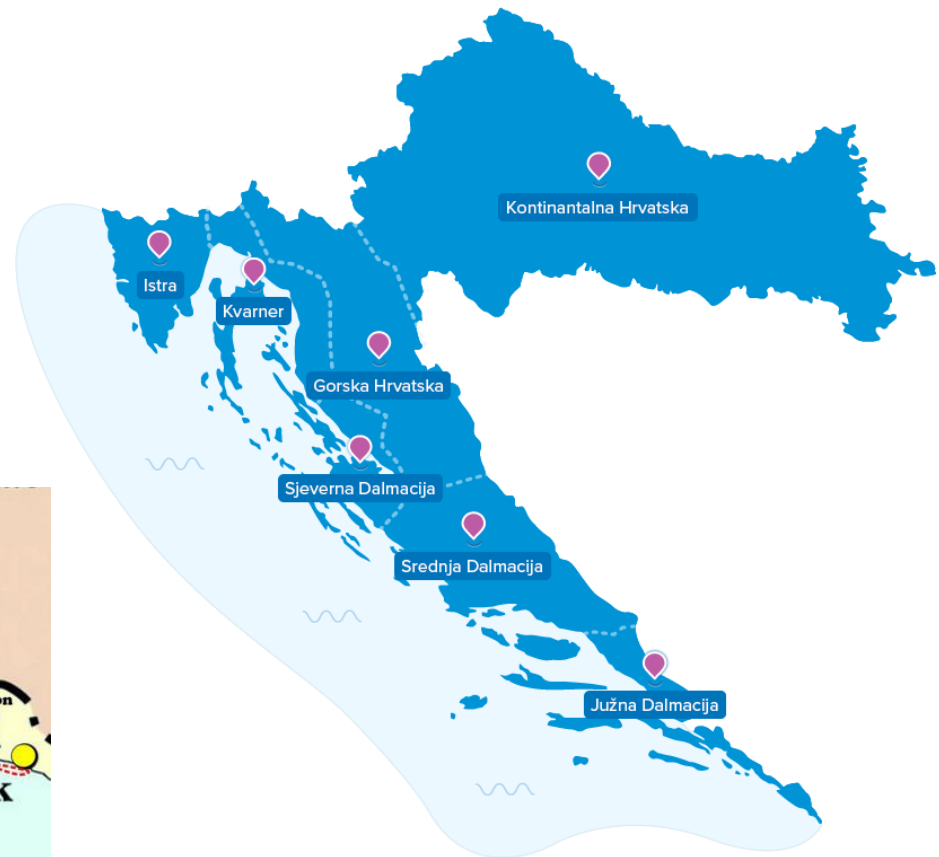 Kontinantalna Hrvatska
Istra
Kvarner
Gorska Hrvatska
Sjeverna Dalmacija
Srednja Dalmacija
Južna Dalmacija